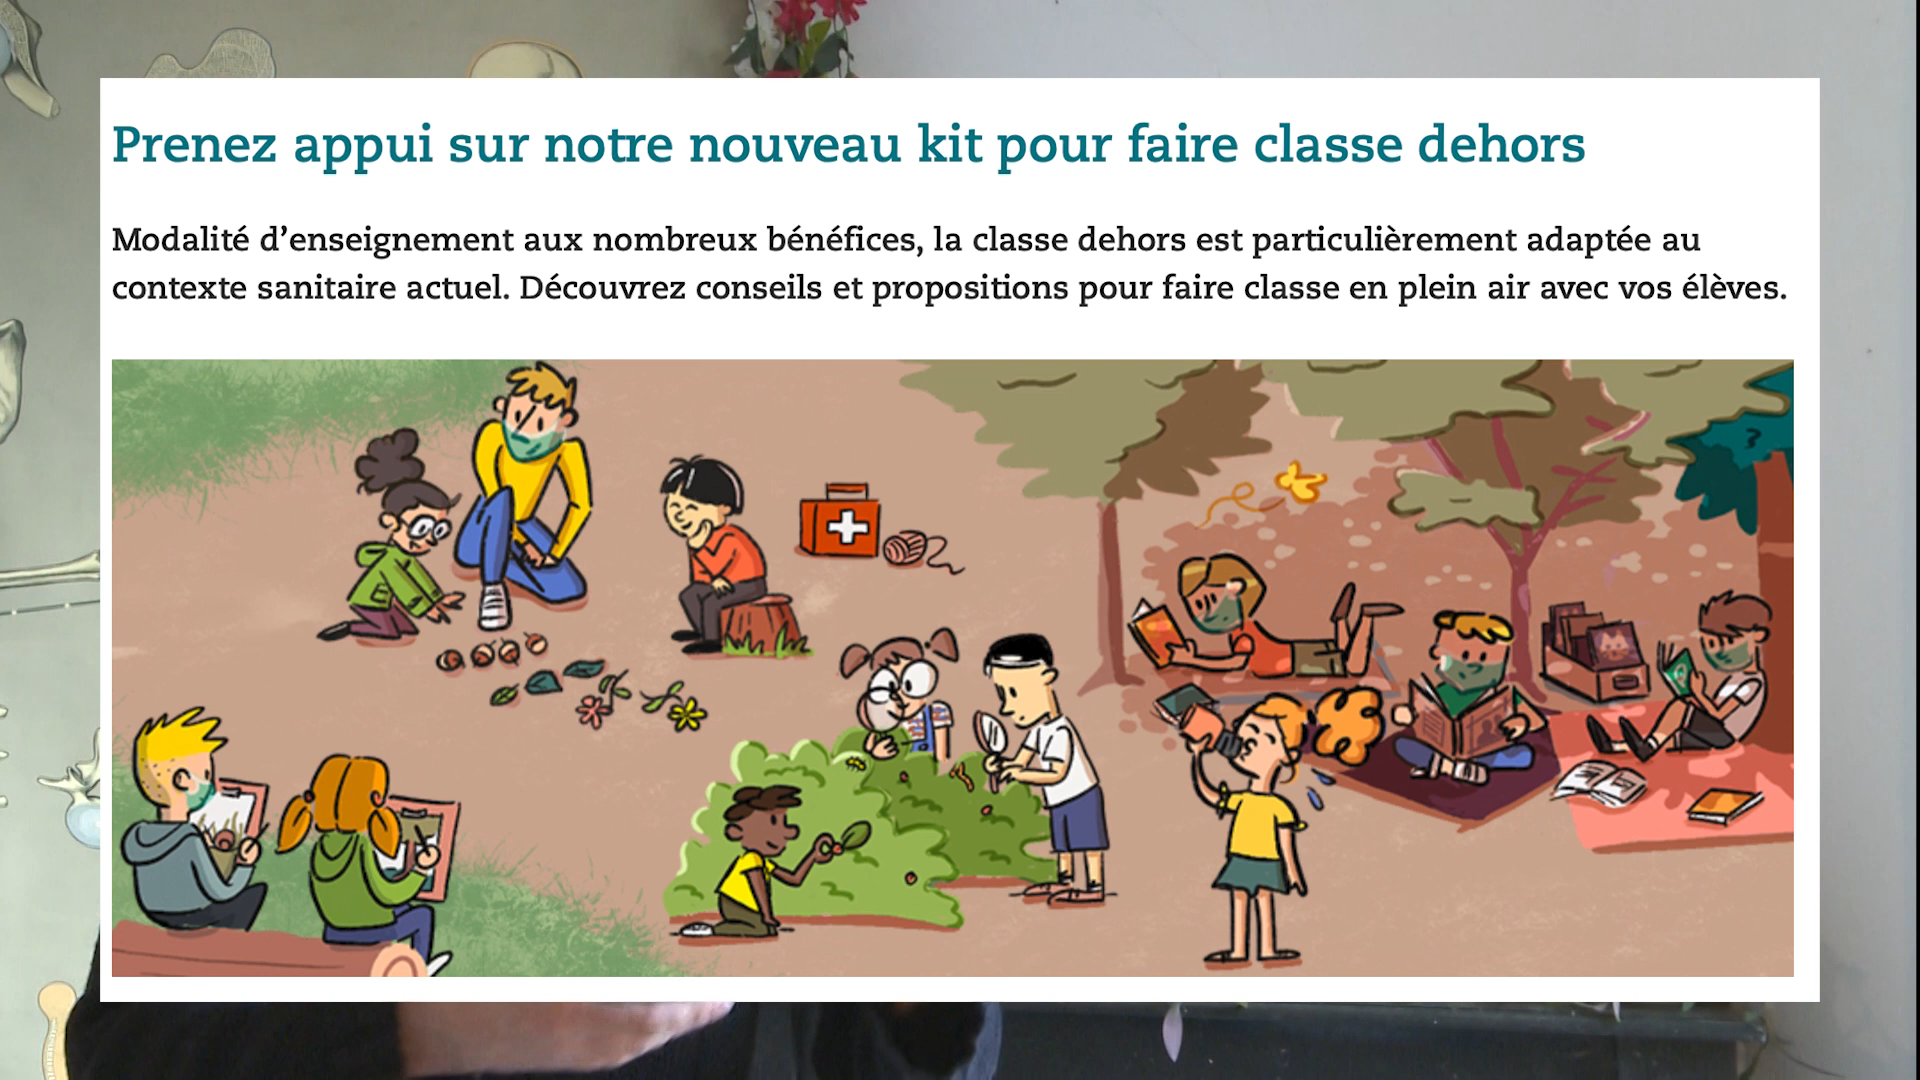 Prenez appui sur notre nouveau kit pour faire classe dehors
Modalité d’enseignement aux nombreux bénéfices, la classe dehors est particulièrement adaptée au
contexte sanitaire actuel. Découvrez conseils et propositions pour faire classe en plein air avec vos élèves.